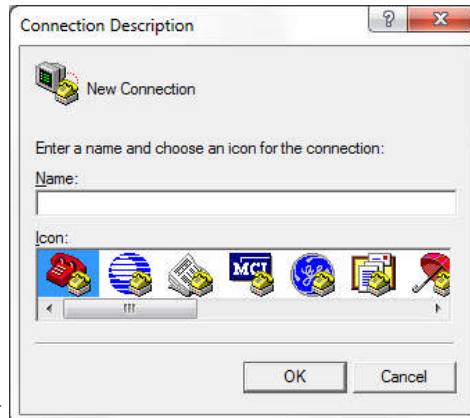 Connection Description
New Connection
Enter a name and choose an icon for the connection:
Name:
Icon:
MCI
OK
Cancel